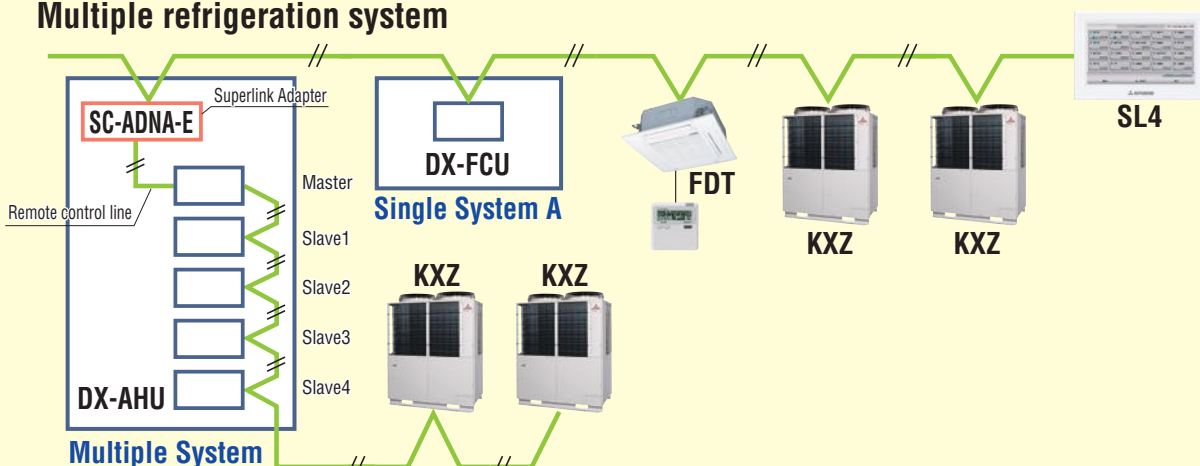 Multiple refrigeration system
Superlink Adapter
SC-ADNA-E
SL4
DX-FCU
Master
FDT
Single System A
Remote control line
Slave1
KXZ
KXZ
KXZ
KXZ
Slave2
Slave3
DX-AHU
Slave4
Multiple System